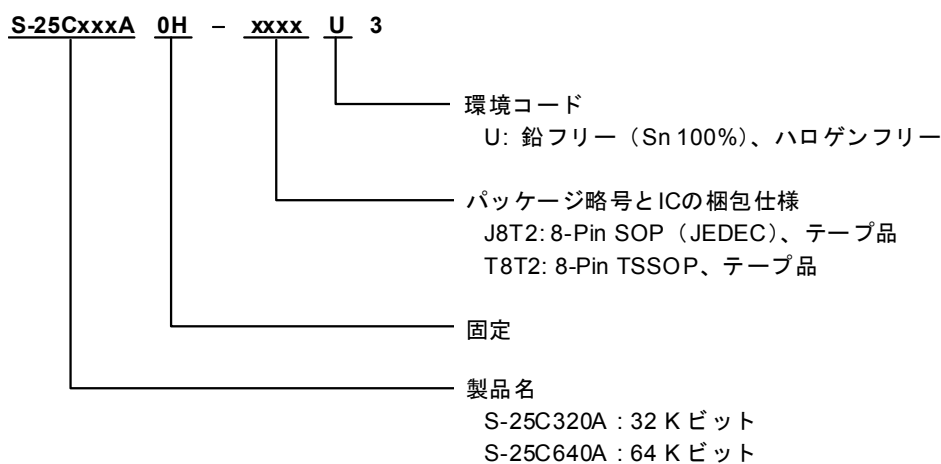 S-25CxxxA 0H – xxxx U 3
環境コード
U: 鉛フリー（Sn 100%）、ハロゲンフリー
パッケージ略号とICの梱包仕様
J8T2: 8-Pin SOP（JEDEC）、テープ品
T8T2: 8-Pin TSSOP、テープ品
固定
製品名
S-25C320A : 32 K ビット
S-25C640A : 64 K ビット